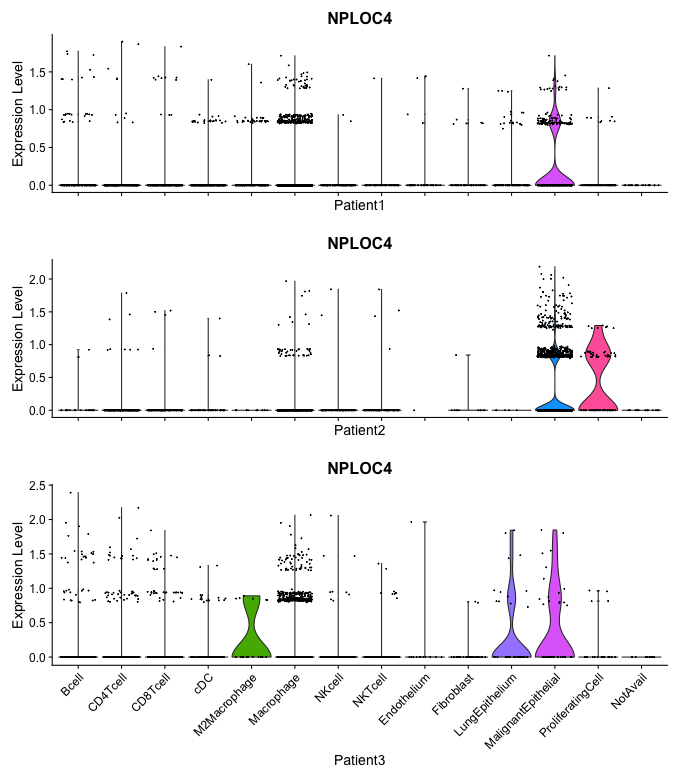 NPLOC4
Expression Level
1.5
1.0
0.5
0.0
Patient1
NPLOC4
Expression Level
2.0
1.5
1.0
0.5
0.0
Patient2
NPLOC4
Expression Level
2.5
2.0
1.5
1.0
0.5
0.0
Bcell
CD4Tcell
CD8Tcell
cDC
M2Macrophage
Macrophage
NKcell
NKTcell
Endothelium
Fibroblast
LungEpithelium
MalignantEpithelial
ProliferatingCell
NotAvail
Patient3